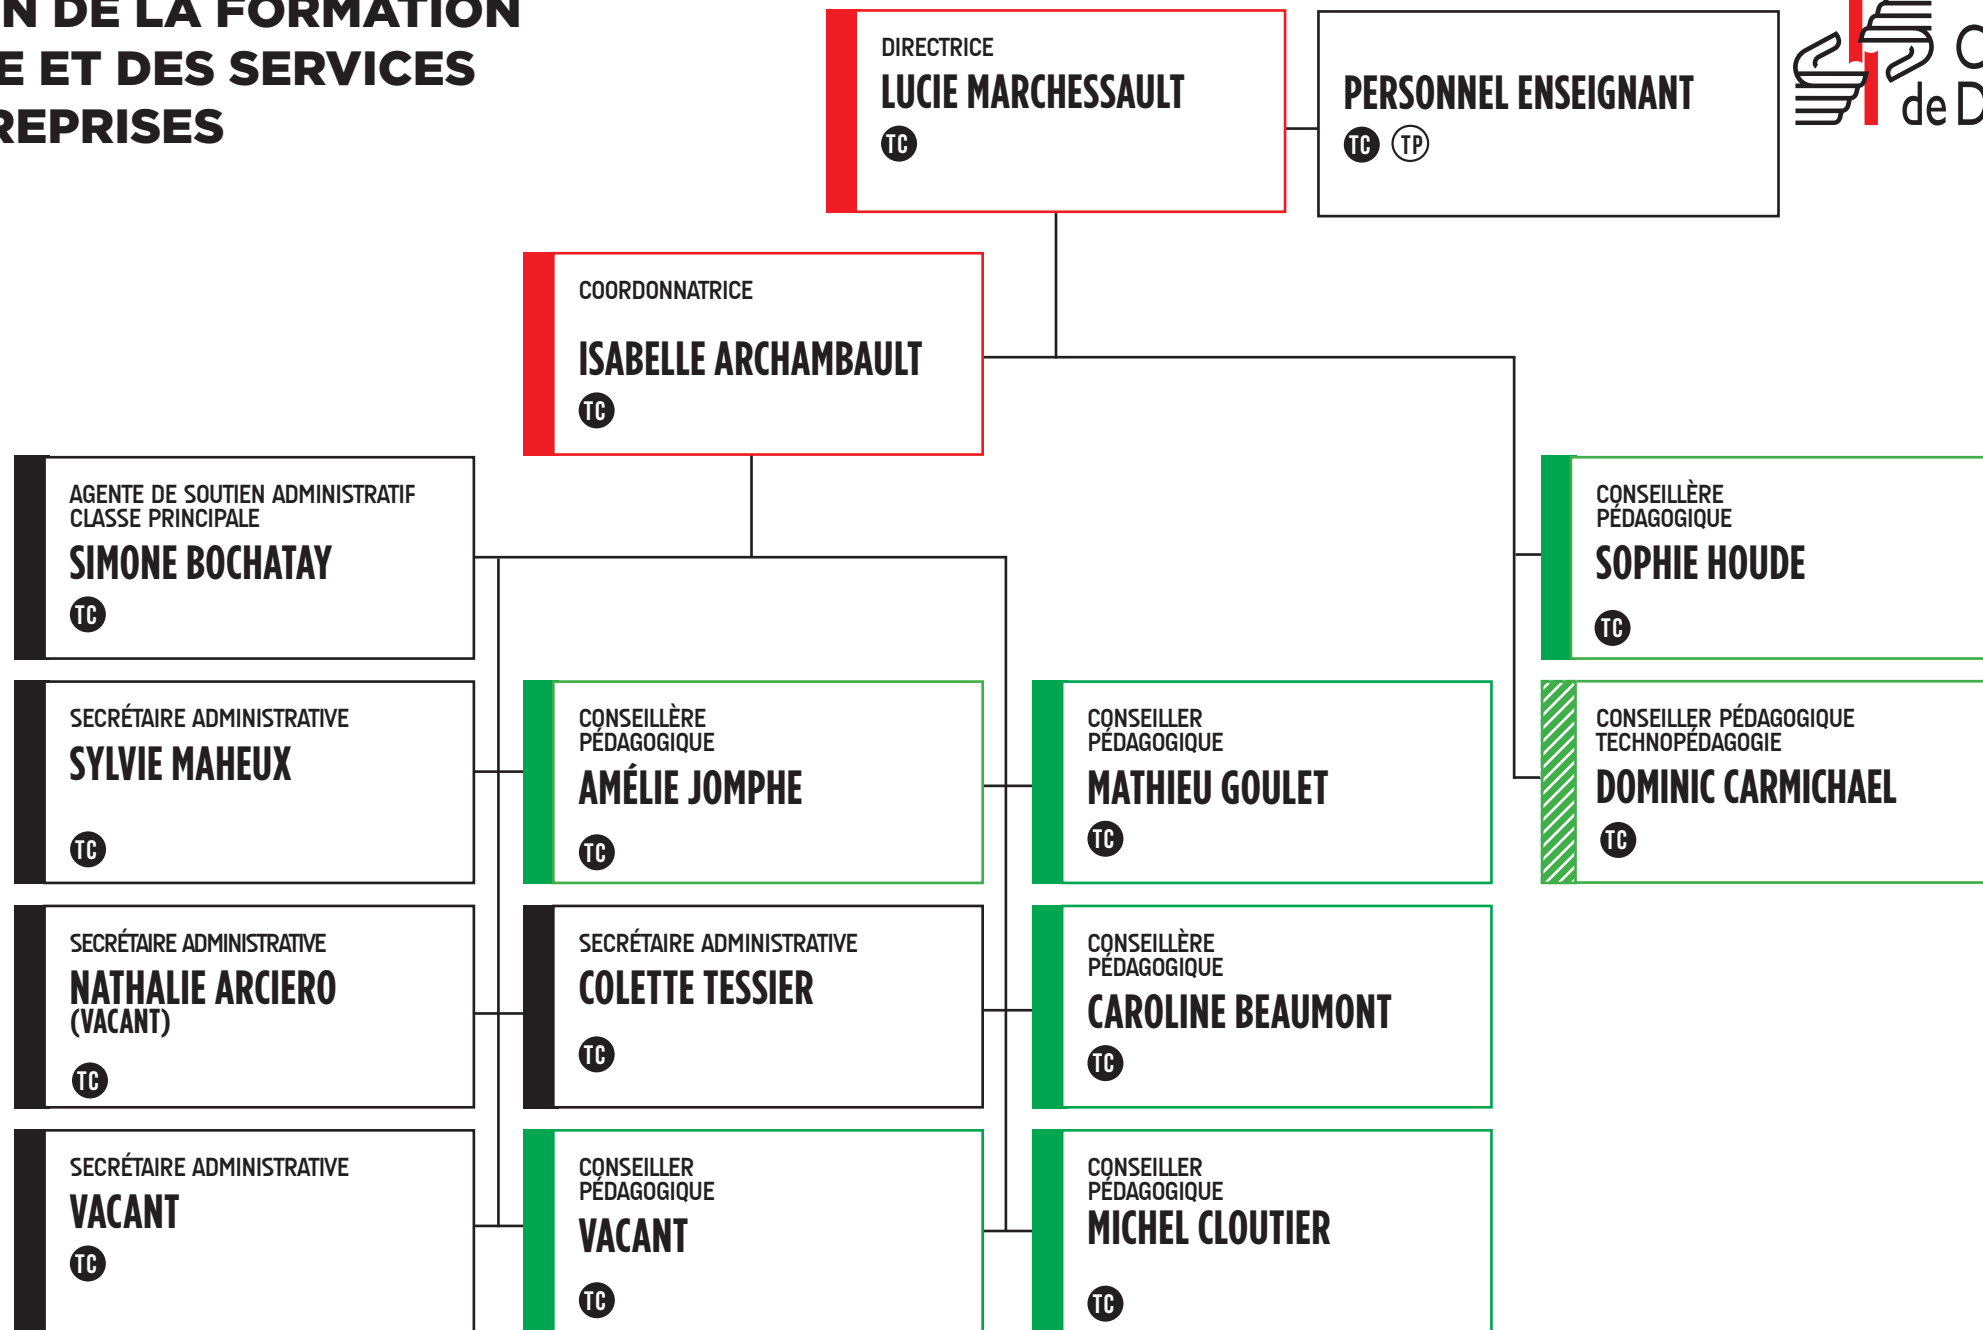 N DE LA FORMATION
E ET DES SERVICES
REPRISES
DIRECTRICE
LUCIE MARCHESSAULT
TC
PERSONNEL ENSEIGNANT
TC TP
C
de D
COORDONNATRICE
ISABELLE ARCHAMBAULT
TC
AGENTE DE SOUTIEN ADMINISTRATIF
CLASSE PRINCIPALE
SIMONE BOCHATAY
TC
CONSEILLÈRE
PÉDAGOGIQUE
SOPHIE HOUDE
TC
SECRÉTAIRE ADMINISTRATIVE
SYLVIE MAHEUX
TC
CONSEILLÈRE
PÉDAGOGIQUE
AMÉLIE JOMPHE
TC
CONSEILLER
PÉDAGOGIQUE
MATHIEU GOULET
TC
CONSEILLER PÉDAGOGIQUE
TECHNOPÉDAGOGIE
DOMINIC CARMICHAEL
TC
SECRÉTAIRE ADMINISTRATIVE
NATHALIE ARCIERO
(VACANT)
TC
SECRÉTAIRE ADMINISTRATIVE
COLETTE TESSIER
TC
CONSEILLÈRE
PÉDAGOGIQUE
CAROLINE BEAUMONT
TC
SECRÉTAIRE ADMINISTRATIVE
VACANT
TC
CONSEILLER
PÉDAGOGIQUE
VACANT
TC
CONSEILLER
PÉDAGOGIQUE
MICHEL CLOUTIER
TC